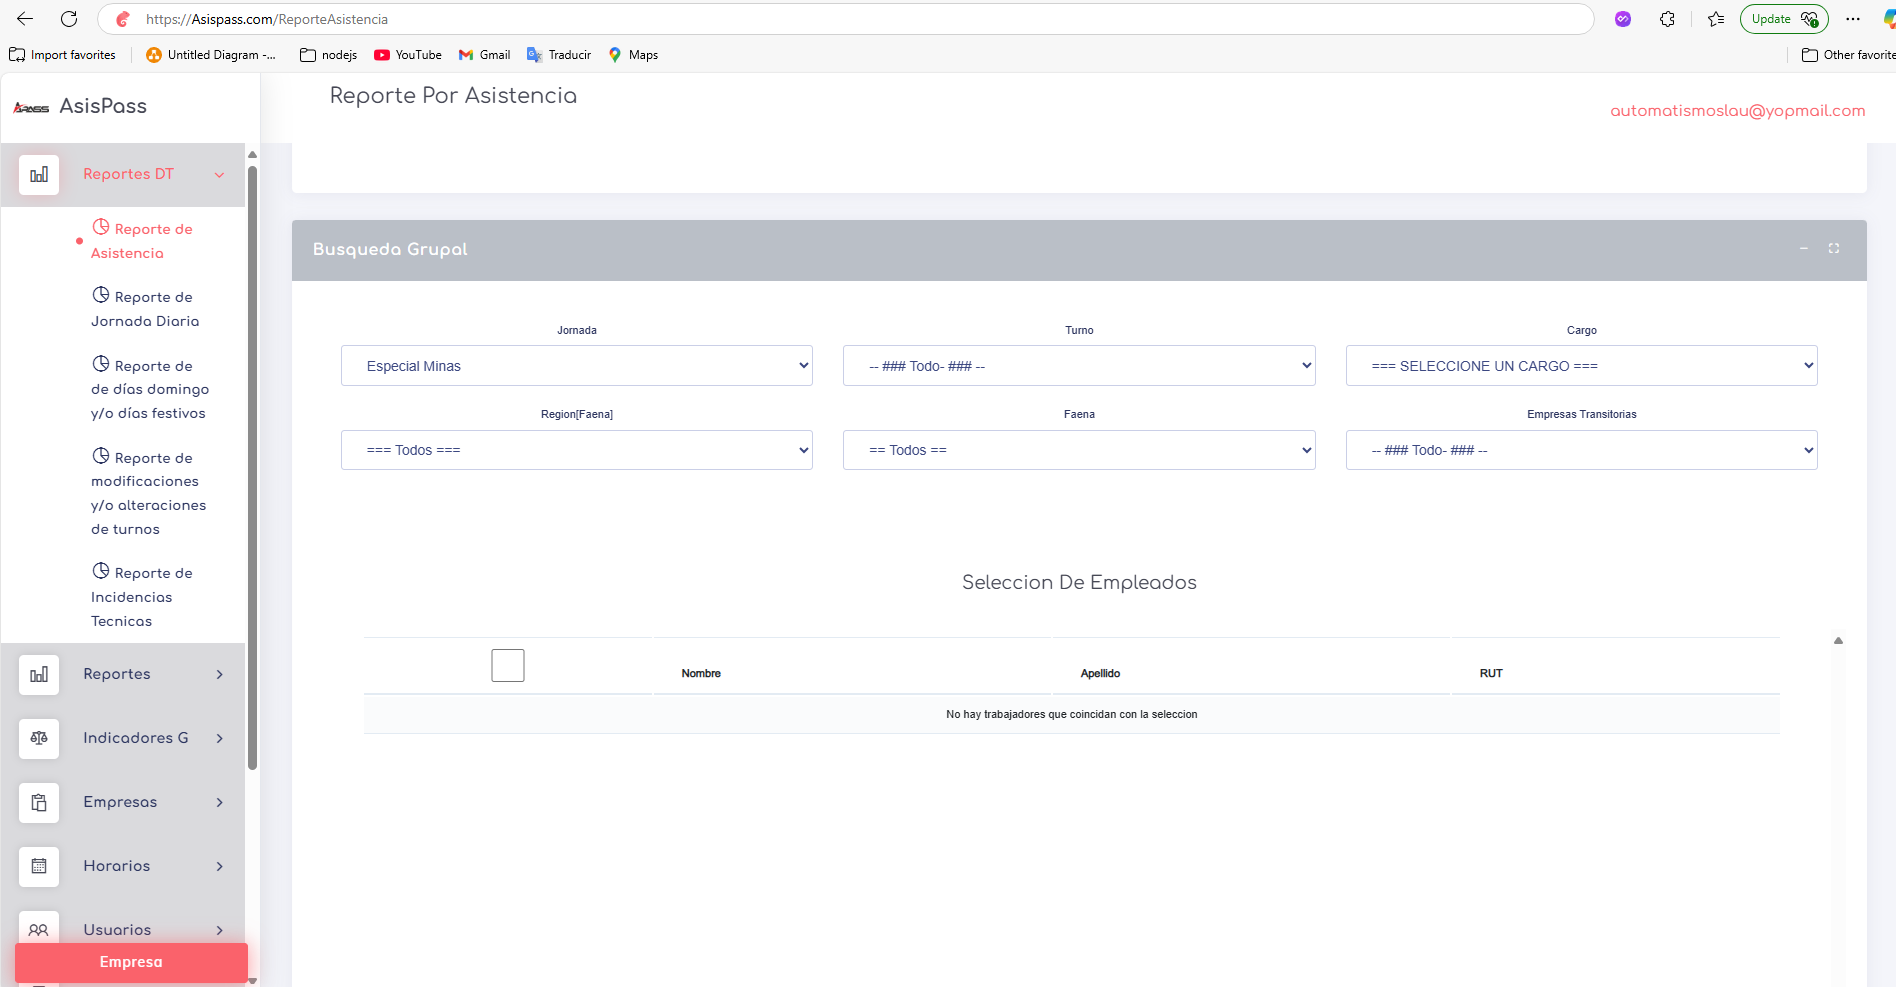 https://Asispass.com/ReporteAsistencia
Update
Import favorites
Untitled Diagram -...
nodejs
YouTube
Gmail
Traducir
Maps
Other favorite
AsisPass
Reporte Por Asistencia
automatismoslau@yopmail.com
Reportes DT
Reporte de
Asistencia
Reporte de
Jornada Diaria
Reporte de
de días domingo
y/o días festivos
Reporte de
modificaciones
y/o alteraciones
de turnos
Reporte de
Incidencias
Tecnicas
Reportes
Indicadores G
Empresas
Horarios
Usuarios
Empresa
Busqueda Grupal
Jornada
Turno
Cargo
Especial Minas
-- ### Todo- ### --
=== SELECCIONE UN CARGO ===
Region[Faena]
Faena
Empresas Transitorias
=== Todos ===
== Todos ==
-- ### Todo- ### --
Seleccion De Empleados
Nombre
Apellido
RUT
No hay trabajadores que coincidan con la seleccion